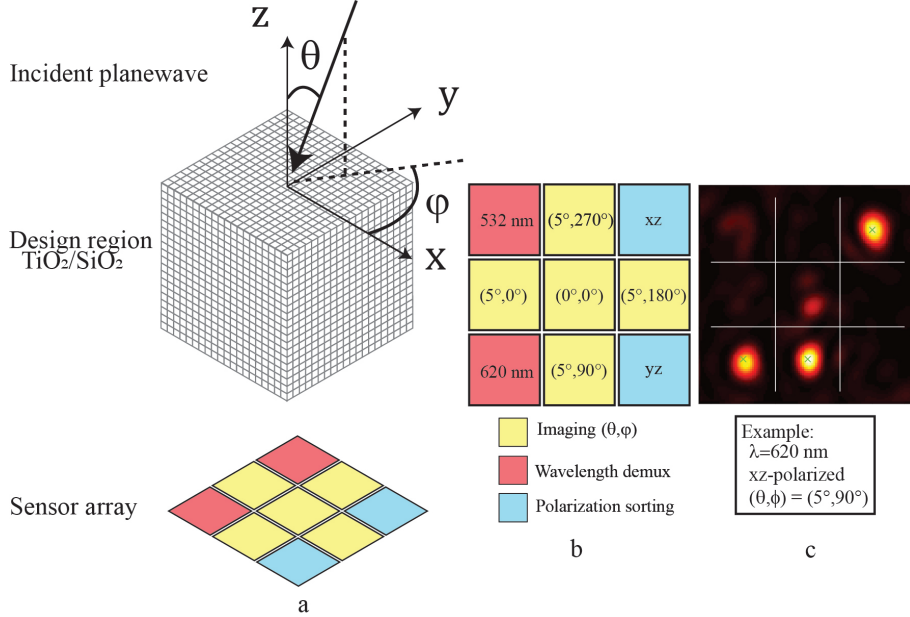 Incident planewave
z
θ
y
φ
x
Design region
TiO₂/SiO₂
Sensor array
a
532 nm
(5°,270°)
xz
(5°,0°)
(0°,0°)
(5°,180°)
620 nm
(5°,90°)
yz
Imaging (θ,φ)
Wavelength demux
Polarization sorting
b
Example:
λ=620 nm
xz-polarized
(θ,ϕ) = (5°,90°)
c